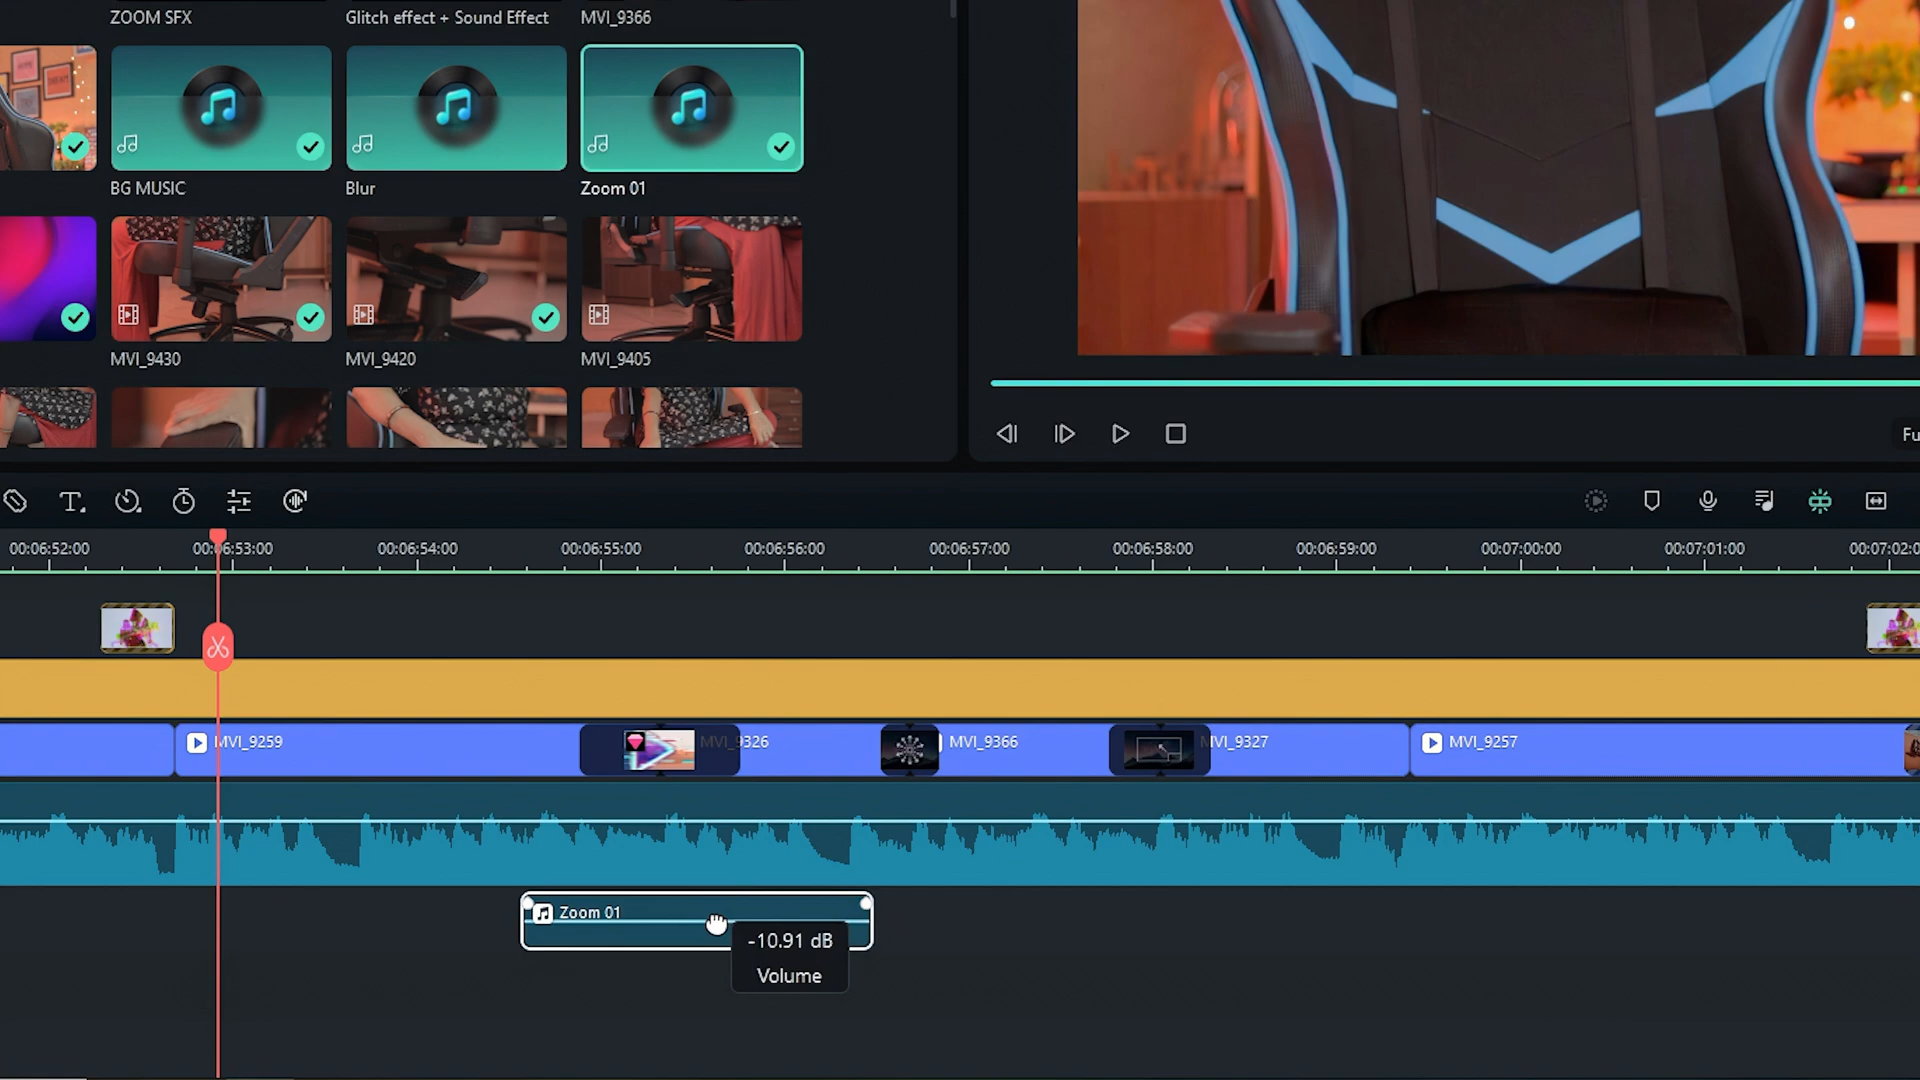 ZOOM SFX
Glitch effect + Sound Effect
MVI_9366
BG MUSIC
Blur
Zoom 01
MVI_9430
MVI_9420
MVI_9405
Fu
00:06:52:00
00:06:53:00
00:06:54:00
00:06:55:00
00:06:56:00
00:06:57:00
00:06:58:00
00:06:59:00
00:07:00:00
00:07:01:00
00:07:02:0
MVI_9259
MVI_9326
MVI_9366
MVI_9327
MVI_9257
Zoom 01
-10.91 dB
Volume